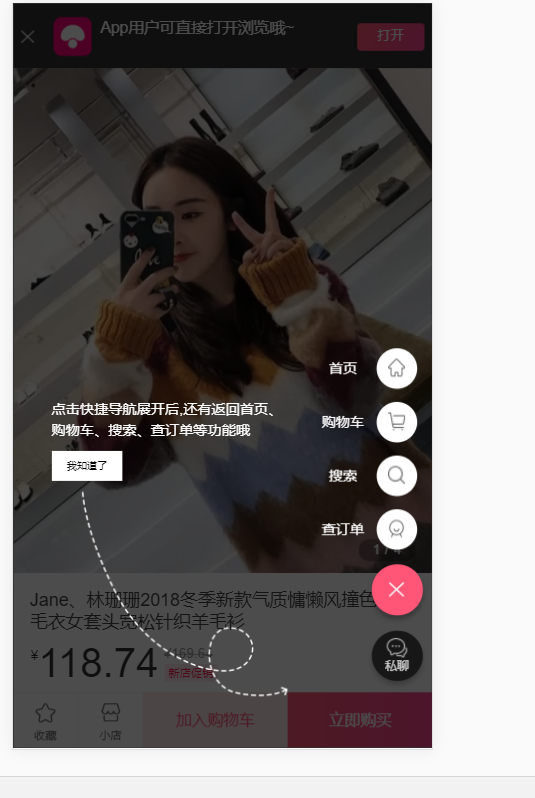 App用户可直接打开浏览哦~
打开
首页
点击快捷导航展开后,还有返回首页、
购物车、搜索、查订单等功能哦
购物车
我知道了
搜索
查订单
1 / 4
Jane、林珊珊2018冬季新款气质慵懒风撞色
毛衣女套头宽松针织羊毛衫
¥118.74
¥169.6
新店促销
私聊
收藏
小店
加入购物车
立即购买